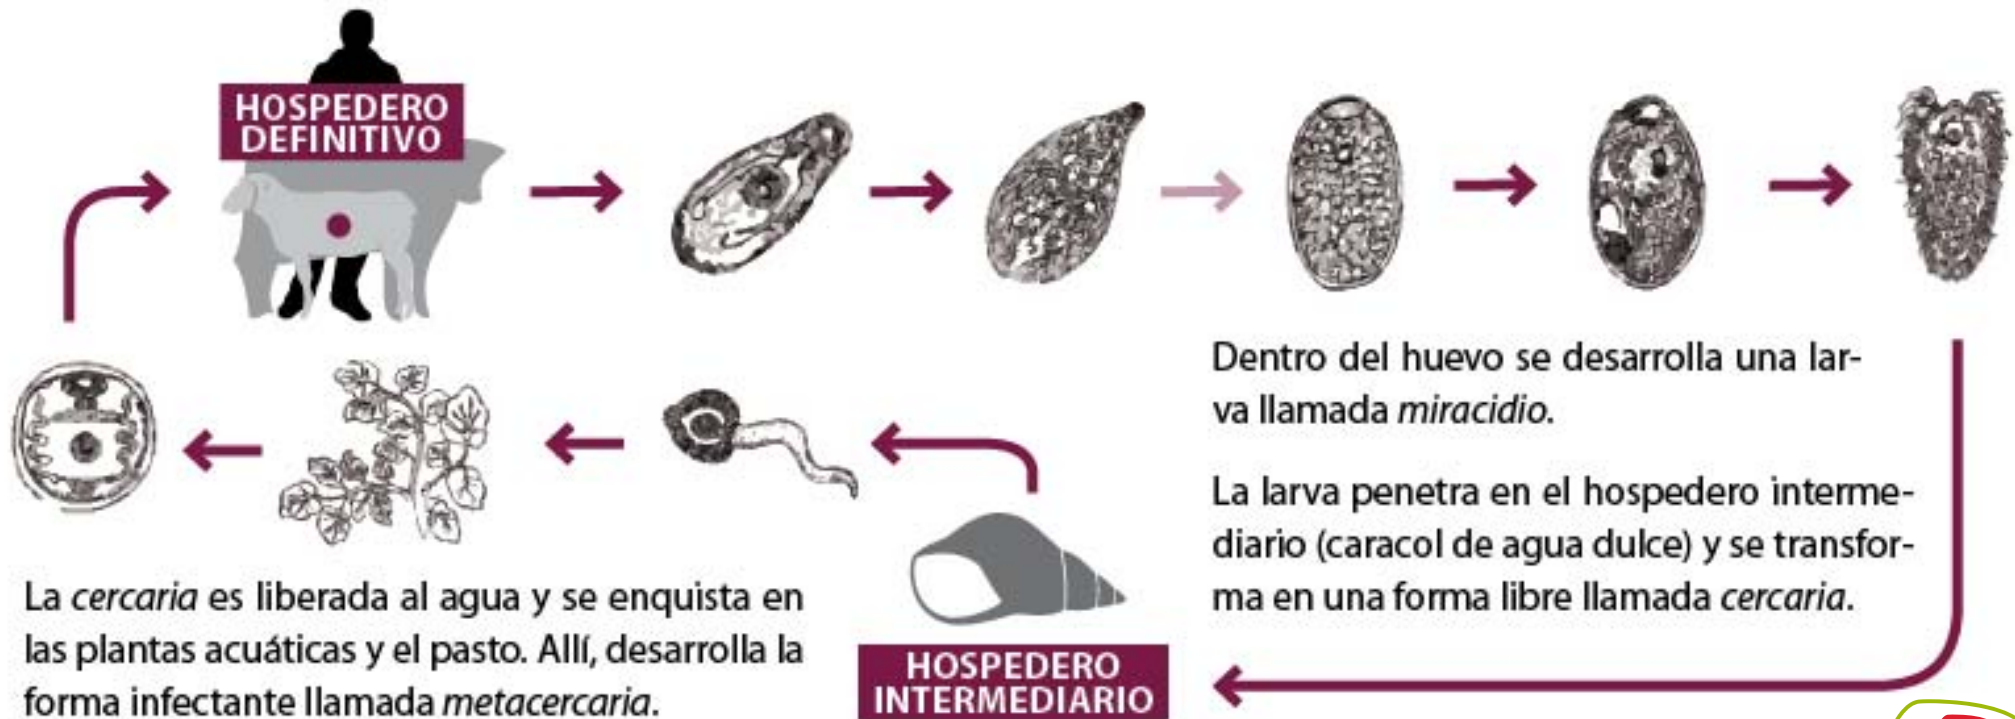 HOSPEDERO
DEFINITIVO
Dentro del huevo se desarrolla una lar-
va llamada miracidio.
La larva penetra en el hospedero interme-
diario (caracol de agua dulce) y se transfor-
ma en una forma libre llamada cercaria.
La cercaria es liberada al agua y se enquista en
las plantas acuáticas y el pasto. Allí, desarrolla la
forma infectante llamada metacercaria.
HOSPEDERO
INTERMEDIARIO